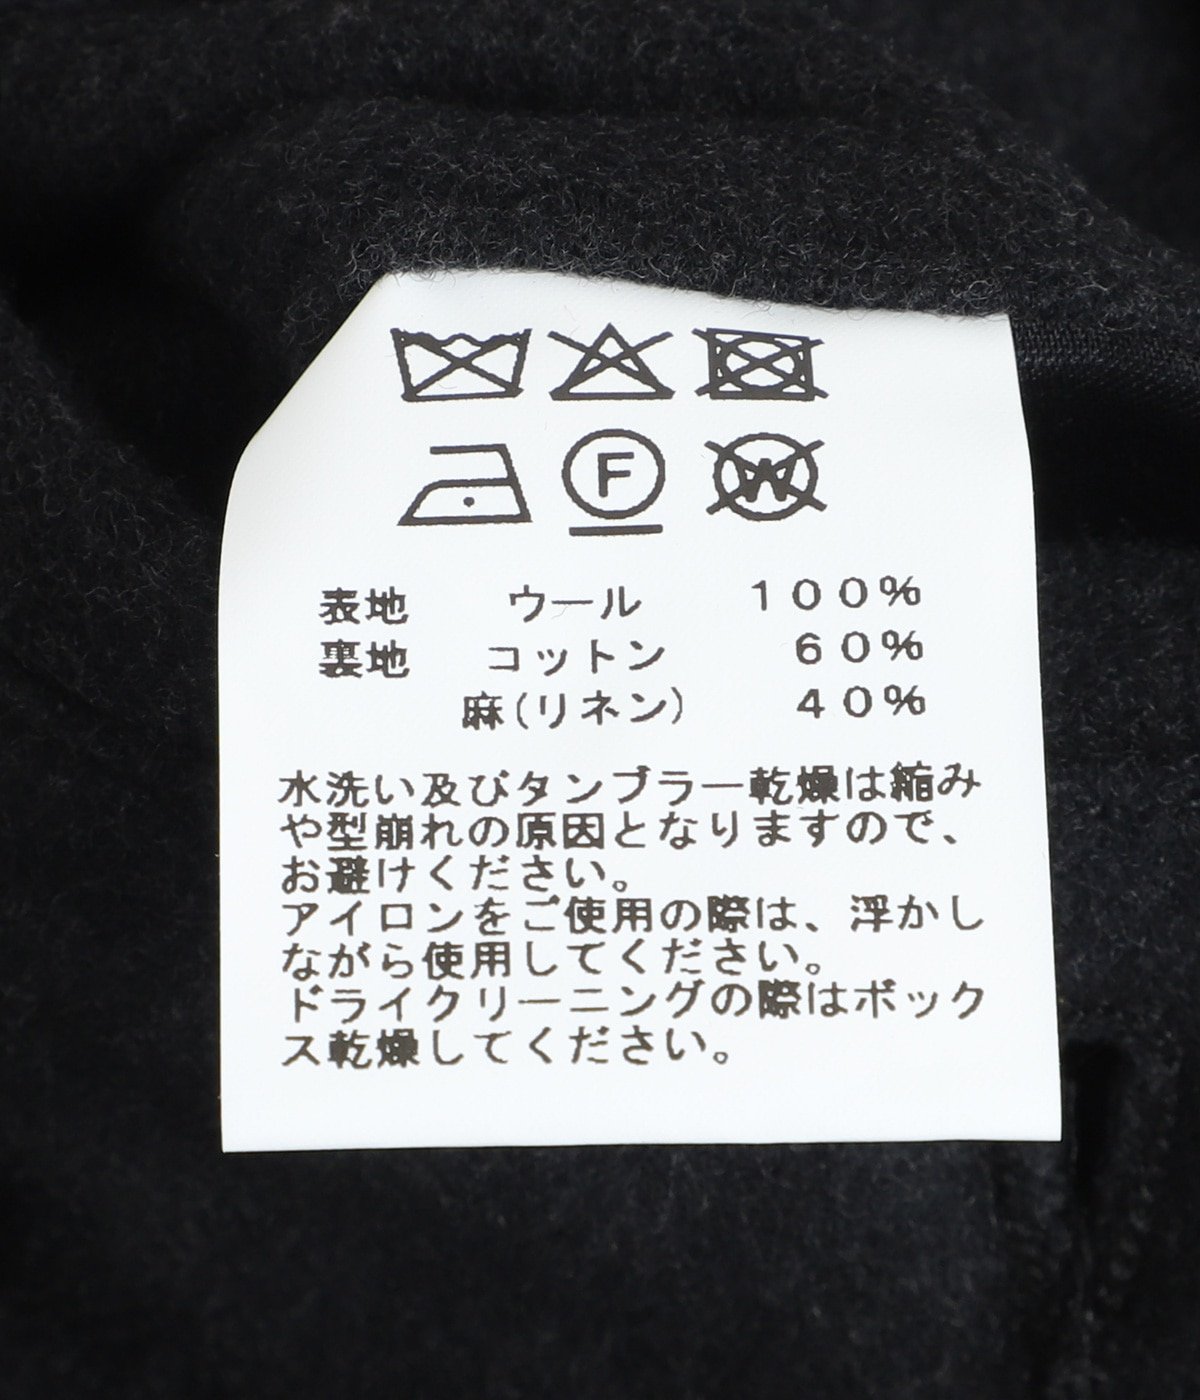 F W
表地 ウール 100%
裏地 コットン 60%
麻(リネン) 40%
水洗い及びタンブラー乾燥は縮み
や型崩れの原因となりますので、
お避けください。
アイロンをご使用の際は、浮かし
ながら使用してください。
ドライクリーニングの際はボック
ス乾燥してください。